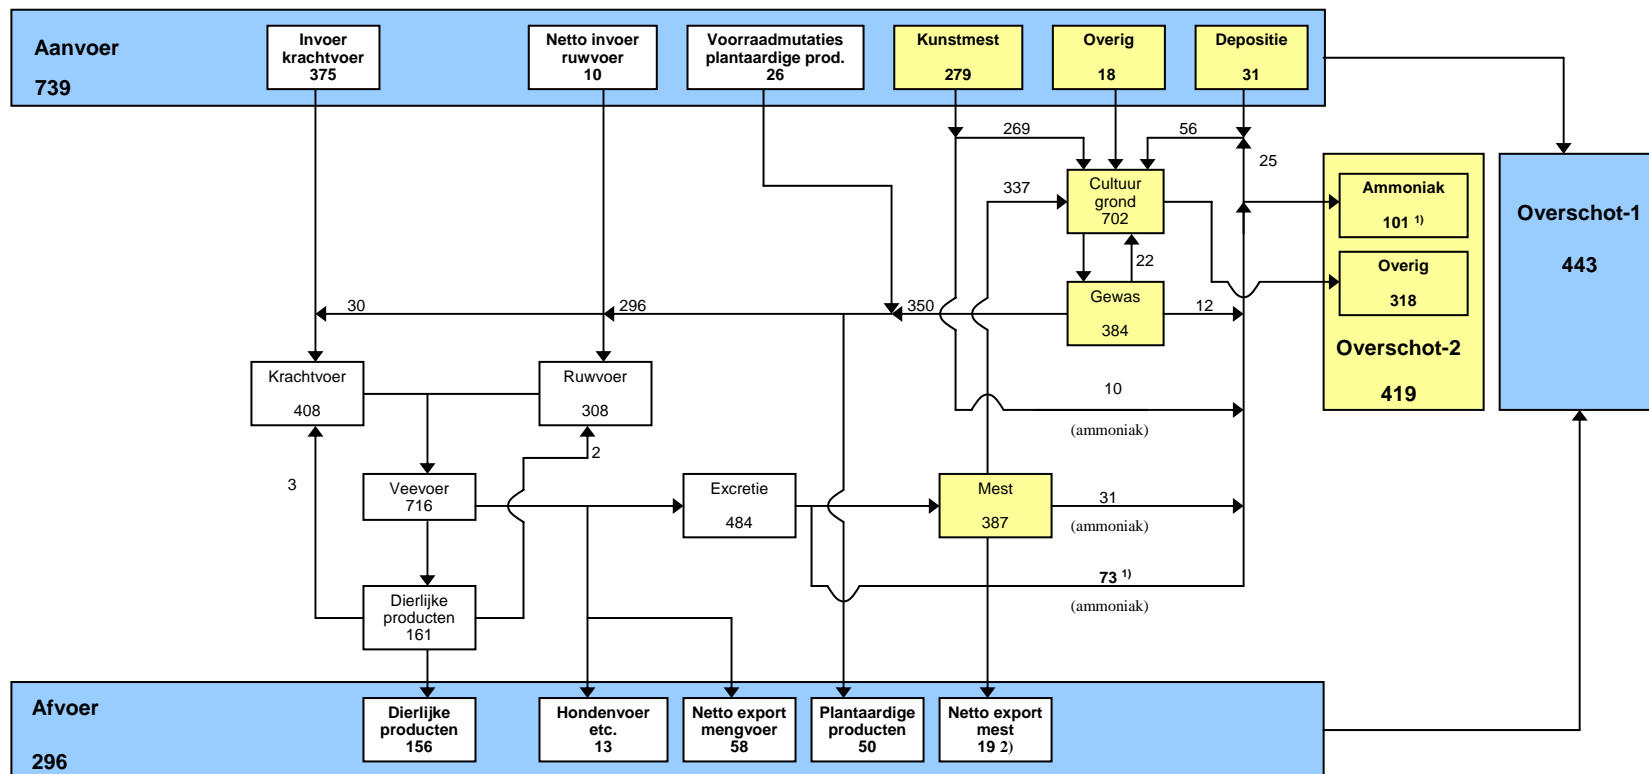 Aanvoer
739
Invoer
krachtvoer
375
Netto invoer
ruwvoer
10
Voorraadmutaties
plantaardige prod.
26
Kunstmest
279
Overig
18
Depositie
31
269
56
25
337
Cultuur
grond
702
Ammoniak
101 ¹⁾
Overschot-1
443
22
Overig
318
30
296
350
Gewas
384
12
Overschot-2
419
Krachtvoer
408
Ruwvoer
308
10
(ammoniak)
3
2
Veevoer
716
Excretie
484
Mest
387
31
(ammoniak)
73 ¹⁾
(ammoniak)
Dierlijke
producten
161
Afvoer
296
Dierlijke
producten
156
Hondenvoer
etc.
13
Netto export
mengvoer
58
Plantaardige
producten
50
Netto export
mest
19 2)